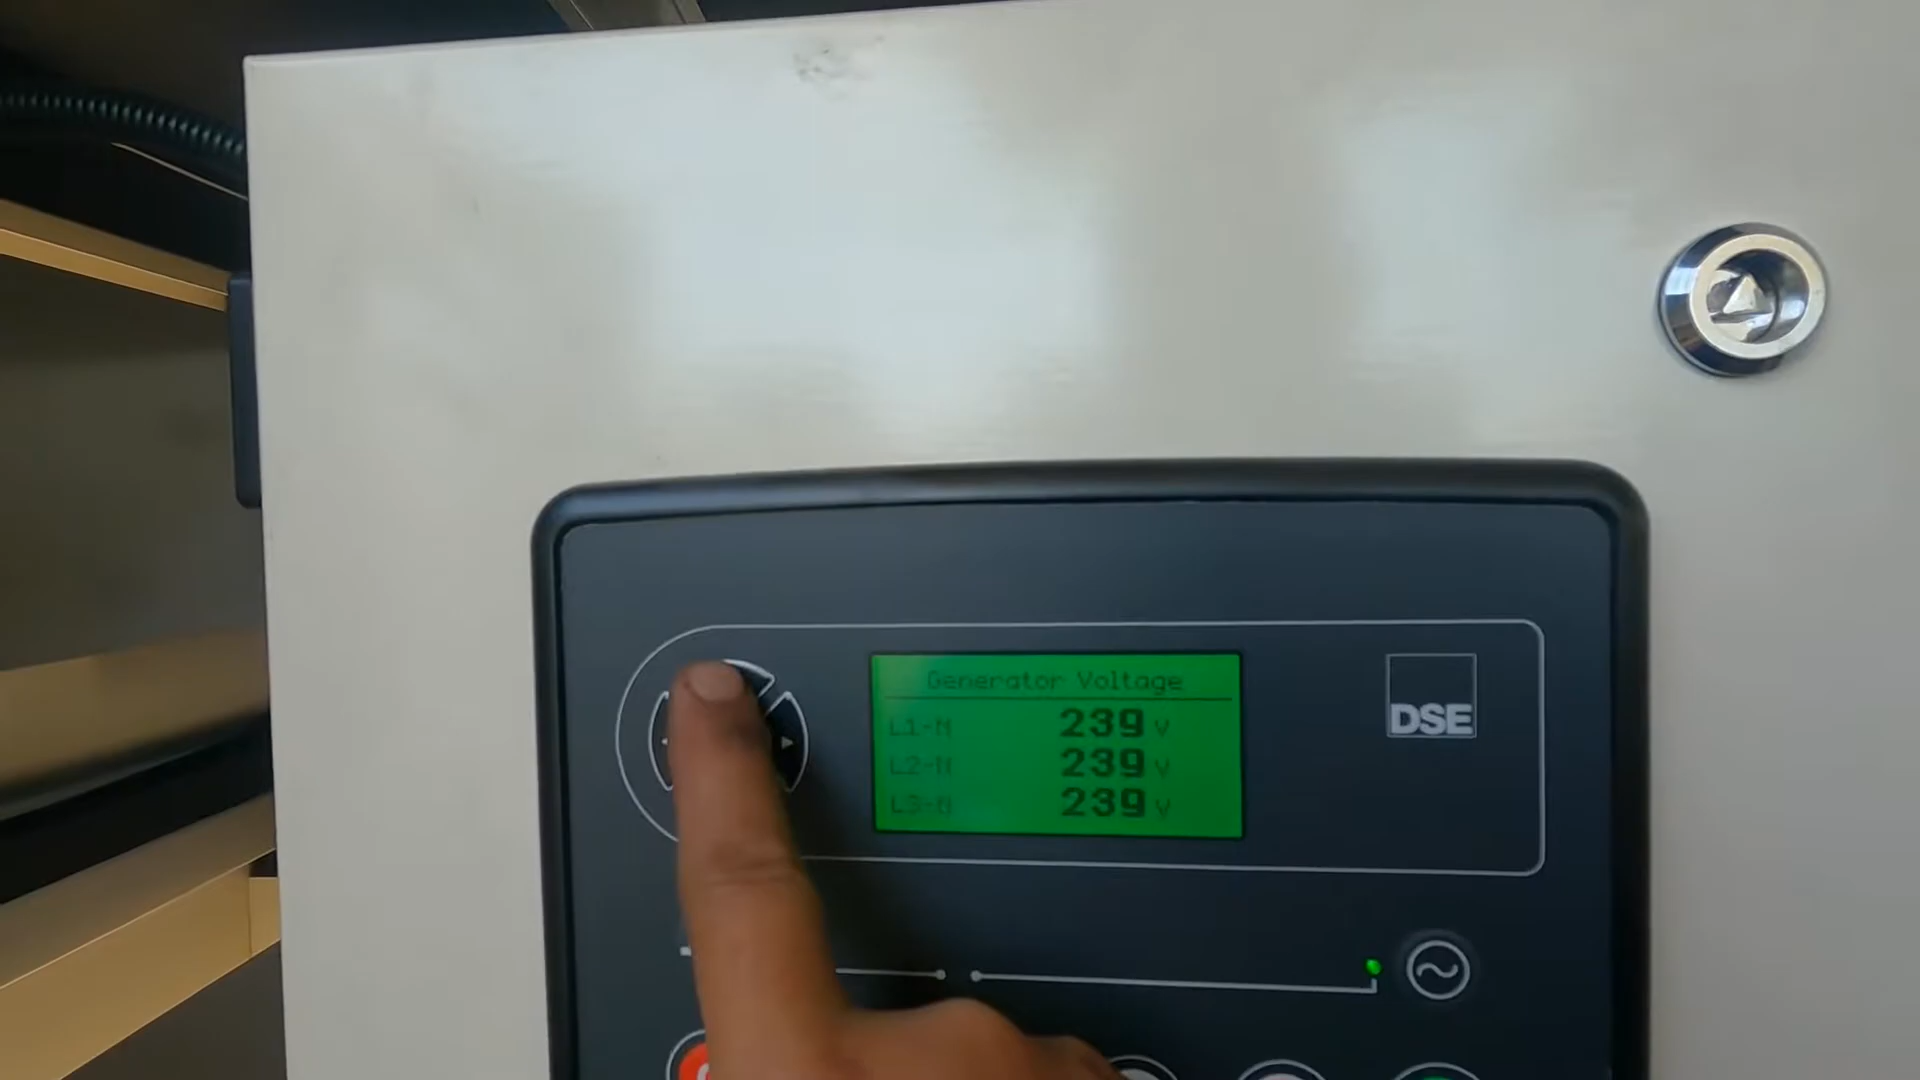 Generator Voltage
L1-N 239 V
L2-N 239 V
L3-N 239 V
DSE